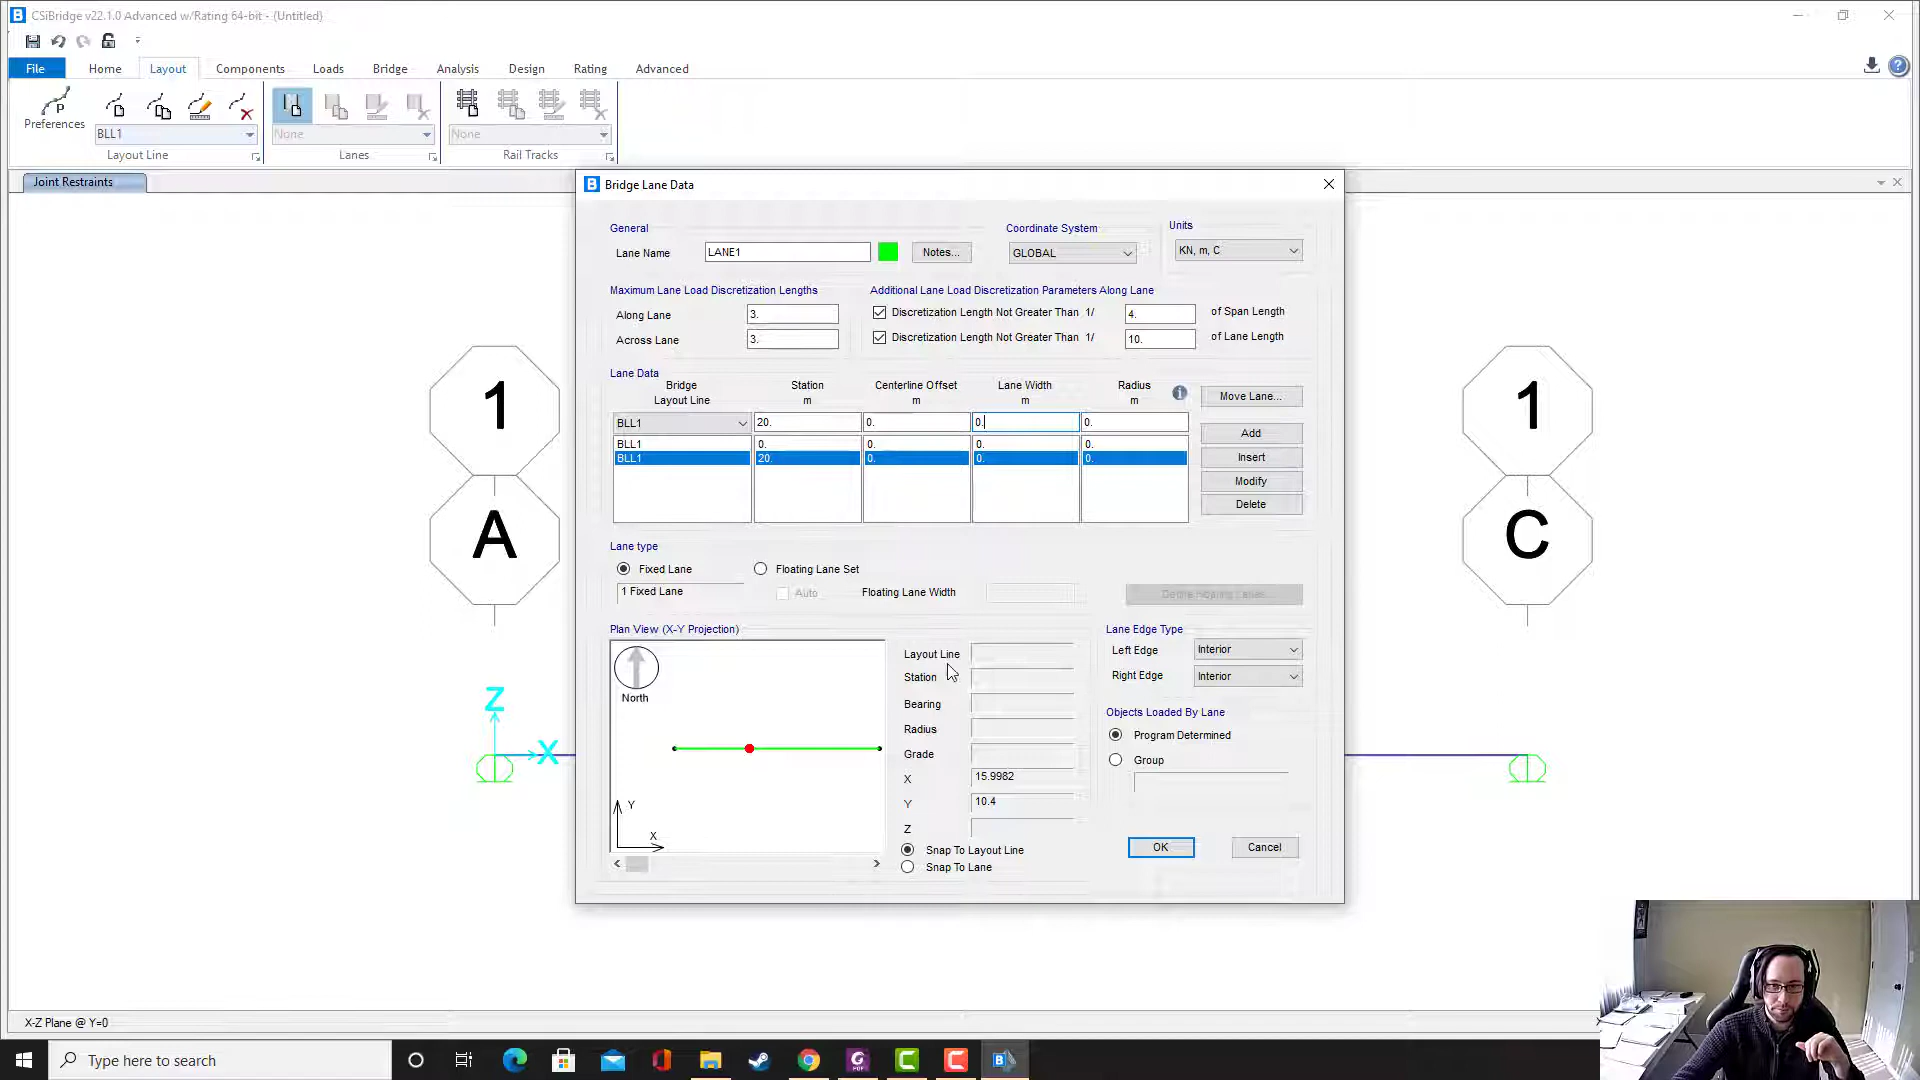 CSiBridge v22.1.0 Advanced w/Rating 64-bit - (Untitled)
File Home Layout Components Loads Bridge Analysis Design Rating Advanced
P
Preferences
BLL1 None None
Layout Line Lanes Rail Tracks
Joint Restraints
Bridge Lane Data
General Coordinate System Units
Lane Name LANE1 Notes... GLOBAL KN, m, C
Maximum Lane Load Discretization Lengths Additional Lane Load Discretization Parameters Along Lane
Along Lane 3. Discretization Length Not Greater Than 1/ 4. of Span Length
Across Lane 3. Discretization Length Not Greater Than 1/ 10. of Lane Length
Lane Data
Bridge Station Centerline Offset Lane Width Radius
Layout Line m m m m
Move Lane...
BLL1 20. 0. 0. 0.
Add
BLL1 0. 0. 0. 0.
BLL1 20. 0. 0. 0.
Insert
Modify
Delete
Lane type
Fixed Lane Floating Lane Set
1 Fixed Lane Auto Floating Lane Width
Plan View (X-Y Projection) Lane Edge Type
Layout Line Left Edge Interior
Station Right Edge Interior
North
Bearing Objects Loaded By Lane
Radius Program Determined
Grade Group
X 15.9982
Y 10.4
Z
Y
X
Snap To Layout Line
Snap To Lane
OK Cancel
1
A
1
C
Z
X
X-Z Plane @ Y=0
Type here to search